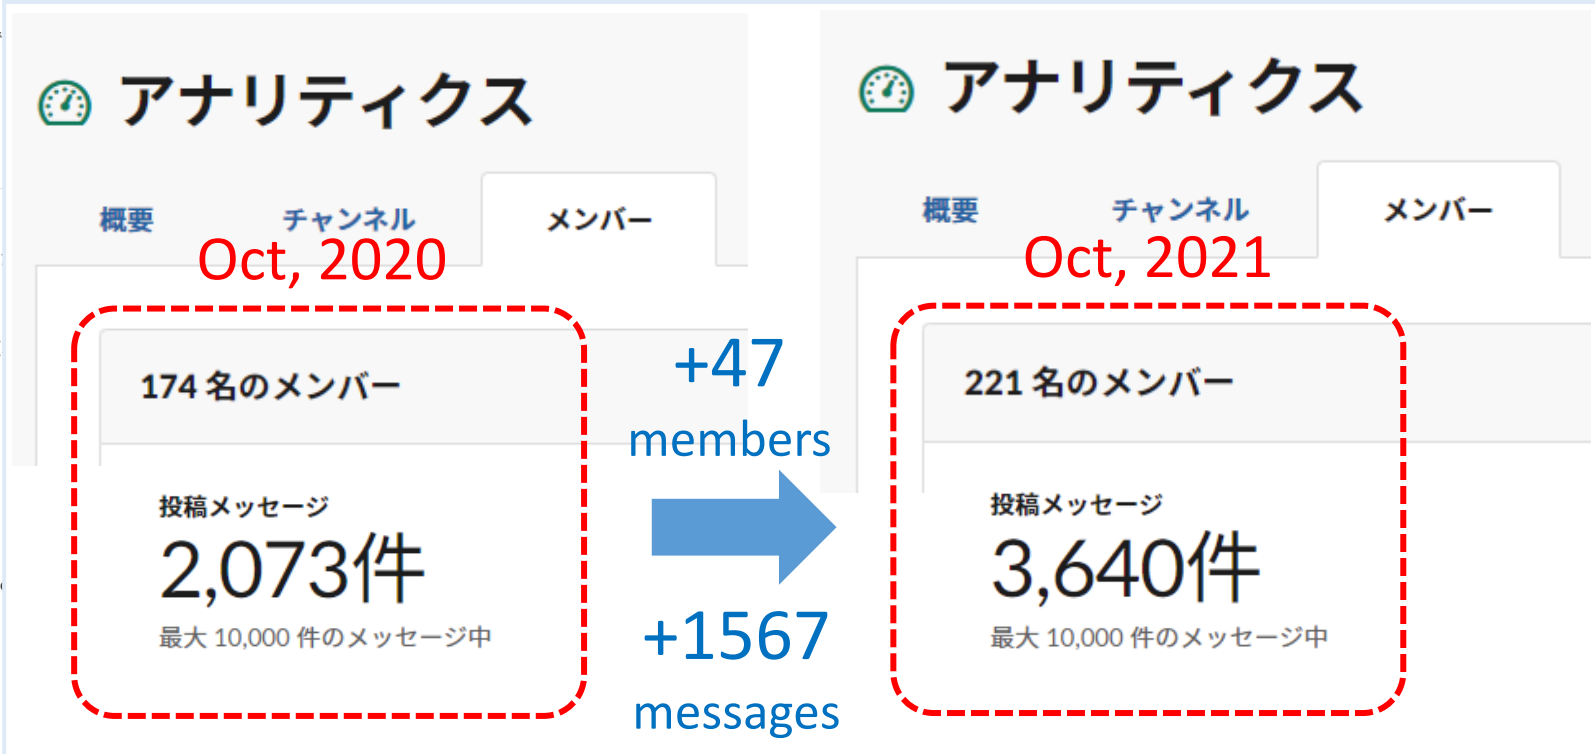 アナリティクス
概要 チャンネル メンバー
Oct, 2020
174 名のメンバー
投稿メッセージ
2,073件
最大 10,000 件のメッセージ中
+47
members
+1567
messages
アナリティクス
概要 チャンネル メンバー
Oct, 2021
221 名のメンバー
投稿メッセージ
3,640件
最大 10,000 件のメッセージ中